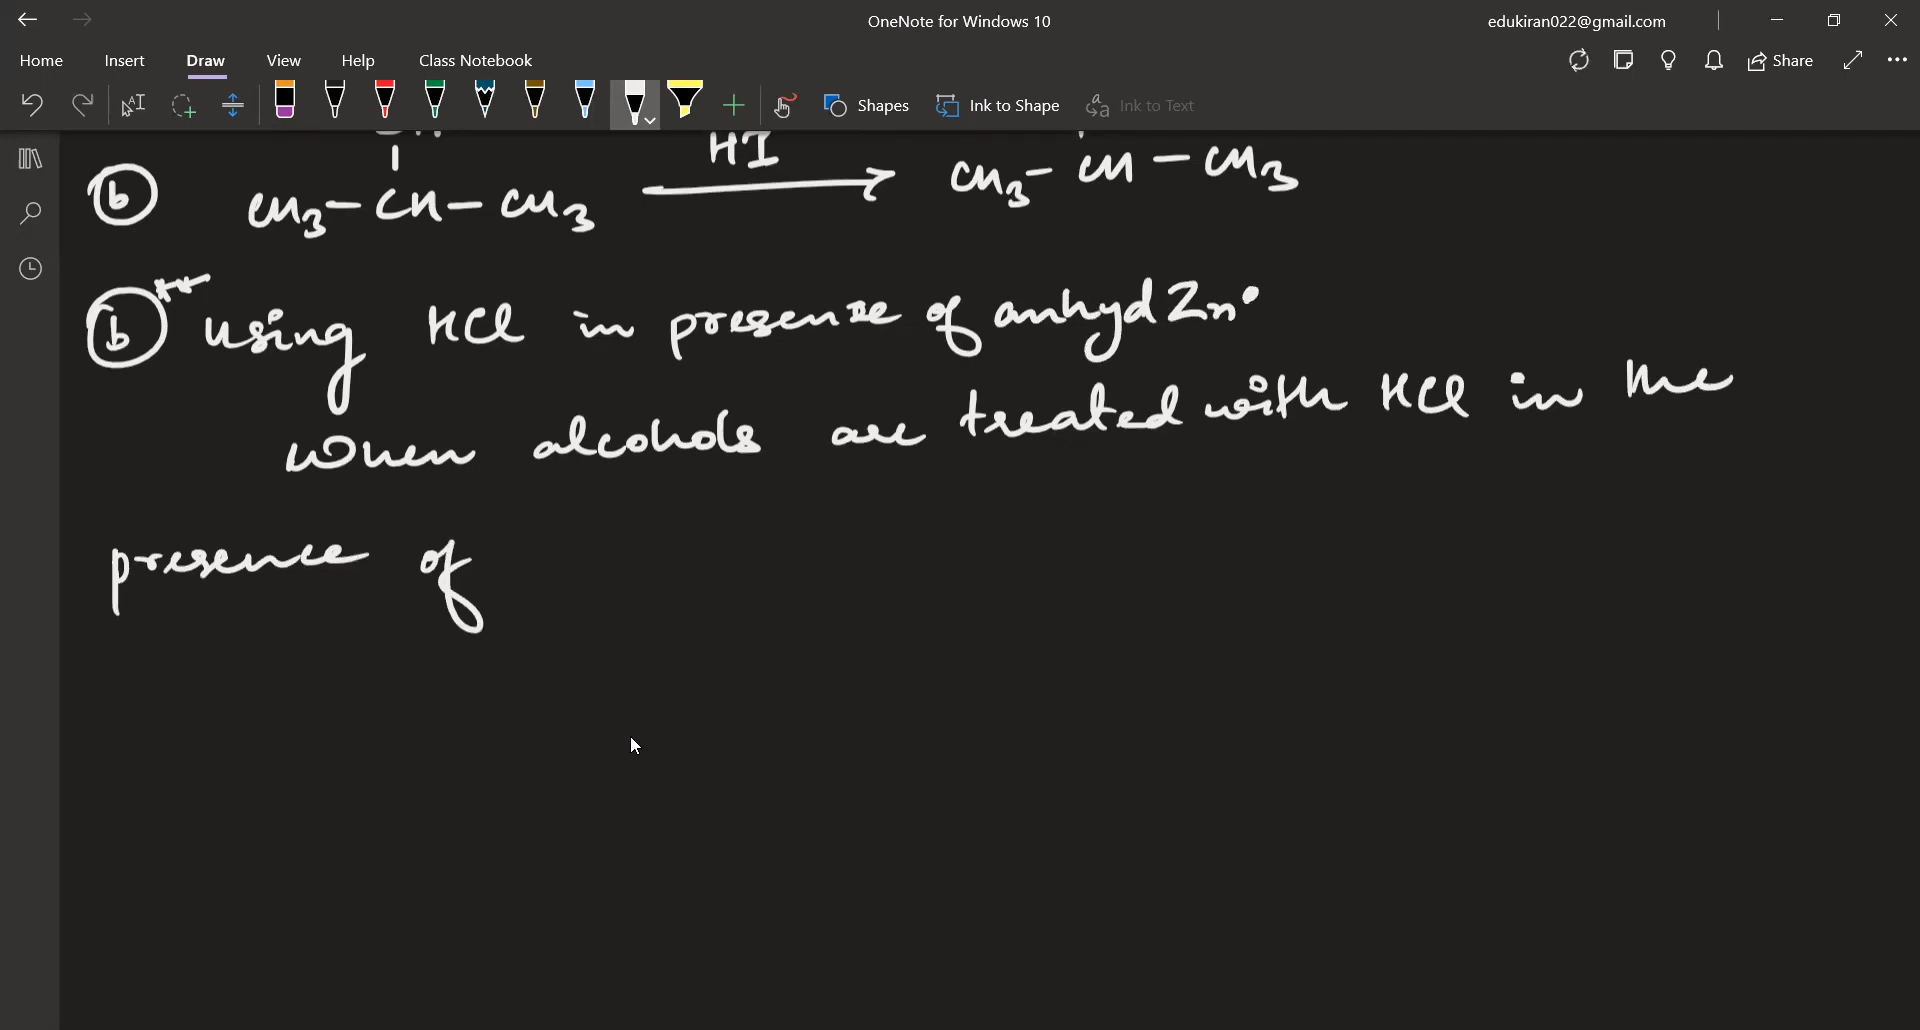 OneNote for Windows 10
edukiran022@gmail.com
Home Insert Draw View Help Class Notebook
Share
Shapes Ink to Shape Ink to Text
HI
(b) CH3 - CH - CH3 → CH3 - CH - CH3
(b)** using HCl in presence of anhyd Zn
When alcohols are treated with HCl in the
presence of